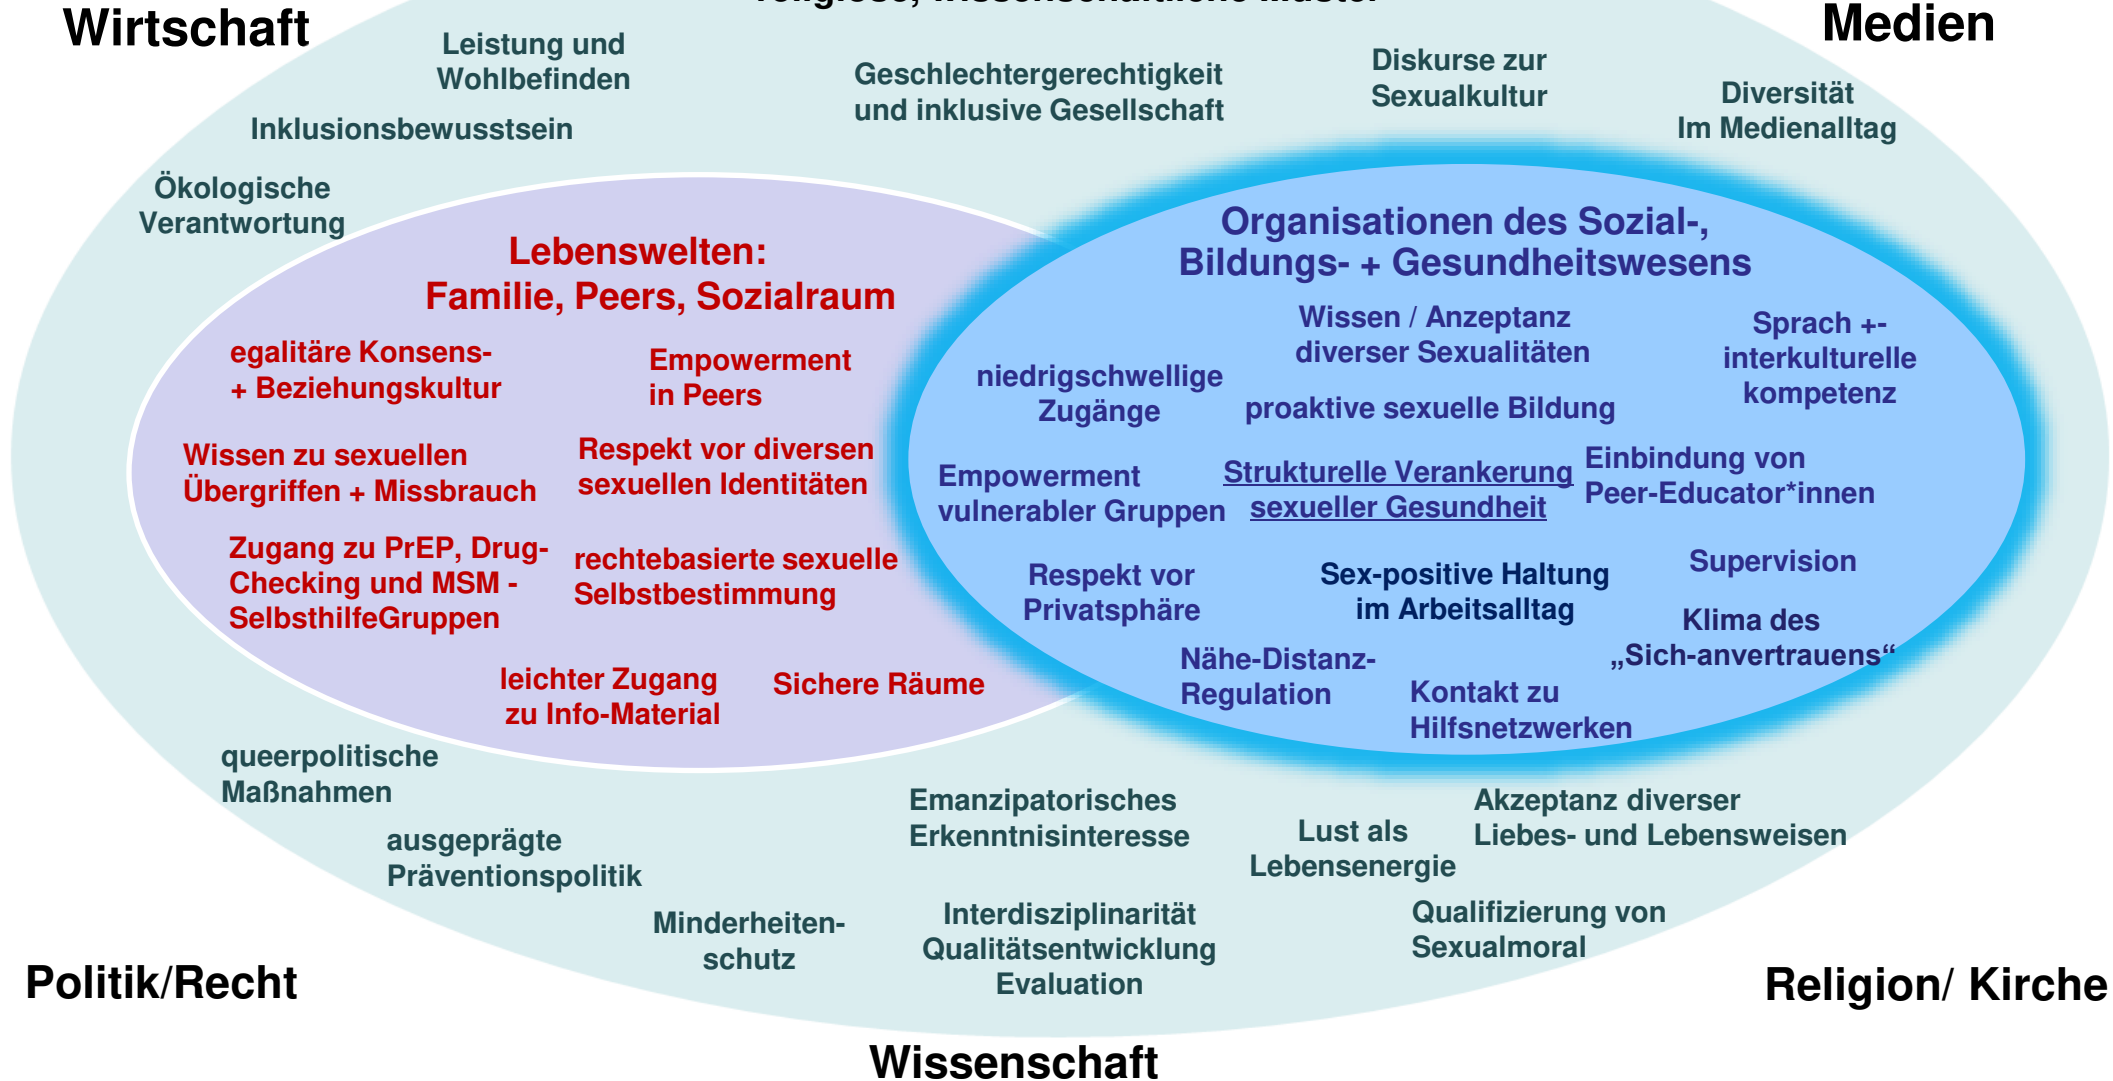 religiöse, wissenschaftliche Muster
Wirtschaft
Medien
Leistung und
Wohlbefinden
Geschlechtergerechtigkeit
und inklusive Gesellschaft
Diskurse zur
Sexualkultur
Diversität
Im Medienalltag
Inklusionsbewusstsein
Ökologische
Verantwortung
Lebenswelten:
Familie, Peers, Sozialraum
egalitäre Konsens-
+ Beziehungskultur
Empowerment
in Peers
Wissen zu sexuellen
Übergriffen + Missbrauch
Respekt vor diversen
sexuellen Identitäten
Zugang zu PrEP, Drug-
Checking und MSM -
SelbsthilfeGruppen
rechtebasierte sexuelle
Selbstbestimmung
leichter Zugang
zu Info-Material
Sichere Räume
Organisationen des Sozial-,
Bildungs- + Gesundheitswesens
Wissen / Anzeptanz
diverser Sexualitäten
Sprach +-
interkulturelle
kompetenz
niedrigschwellige
Zugänge
proaktive sexuelle Bildung
Empowerment
vulnerabler Gruppen
Strukturelle Verankerung
sexueller Gesundheit
Einbindung von
Peer-Educator*innen
Respekt vor
Privatsphäre
Sex-positive Haltung
im Arbeitsalltag
Supervision
Klima des
„Sich-anvertrauens“
Nähe-Distanz-
Regulation
Kontakt zu
Hilfsnetzwerken
queerpolitische
Maßnahmen
ausgeprägte
Präventionspolitik
Minderheiten-
schutz
Emanzipatorisches
Erkenntnisinteresse
Interdisziplinarität
Qualitätsentwicklung
Evaluation
Lust als
Lebensenergie
Akzeptanz diverser
Liebes- und Lebensweisen
Qualifizierung von
Sexualmoral
Politik/Recht
Religion/ Kirche
Wissenschaft